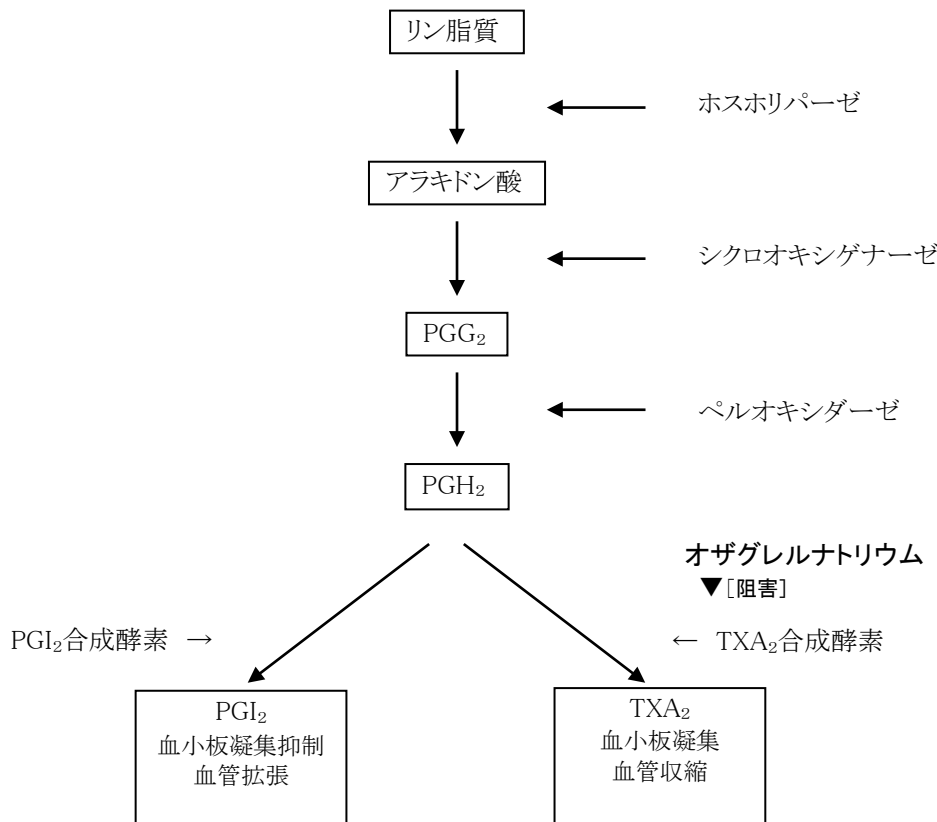 リン脂質
ホスホリパーゼ
アラキドン酸
シクロオキシゲナーゼ
PGG₂
ペルオキシダーゼ
PGH₂
オザグレルナトリウム
▼[阻害]
PGI₂合成酵素 →
← TXA₂合成酵素
PGI₂
血小板凝集抑制
血管拡張
TXA₂
血小板凝集
血管収縮